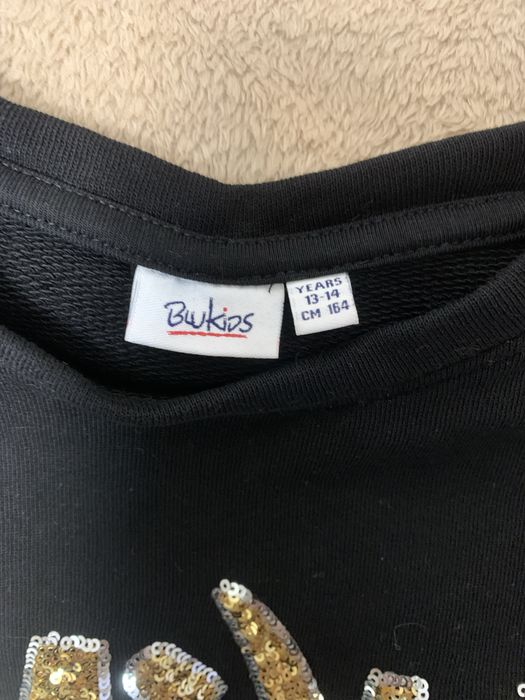 Blukids
YEARS
13-14
CM 164